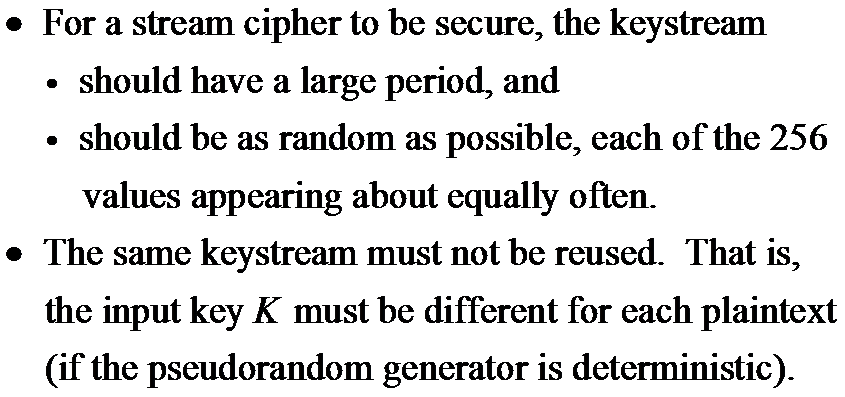 • For a stream cipher to be secure, the keystream
• should have a large period, and
• should be as random as possible, each of the 256
values appearing about equally often.
• The same keystream must not be reused.  That is,
the input key K must be different for each plaintext
(if the pseudorandom generator is deterministic).